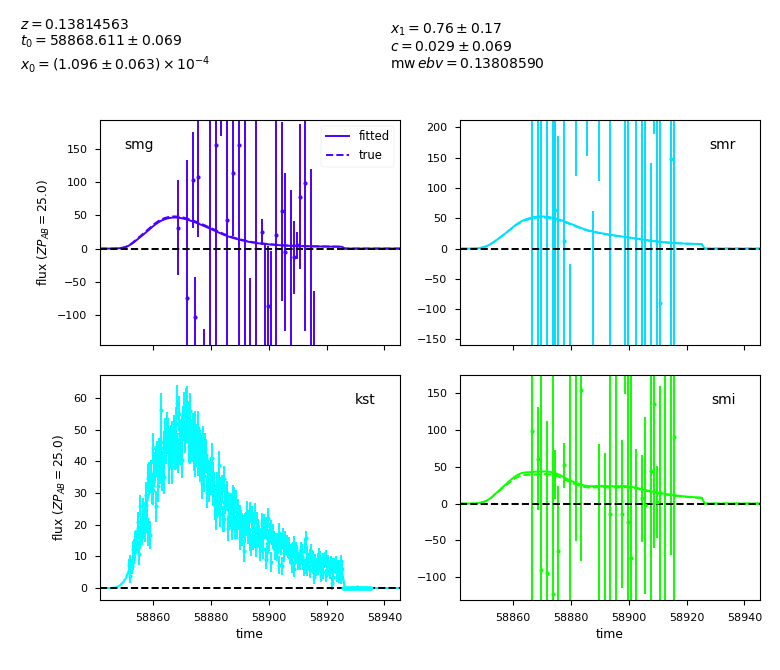 z = 0.13814563
t₀ = 58868.611 ± 0.069
x₀ = (1.096 ± 0.063) × 10⁻⁴
x₁ = 0.76 ± 0.17
c = 0.029 ± 0.069
mw ebv = 0.13808590
smg
fitted
true
150
100
50
0
−50
−100
flux (ZP_AB = 25.0)
smr
200
150
100
50
0
−50
−100
−150
kst
60
50
40
30
20
10
0
flux (ZP_AB = 25.0)
58860 58880 58900 58920 58940
time
smi
150
100
50
0
−50
−100
58860 58880 58900 58920 58940
time